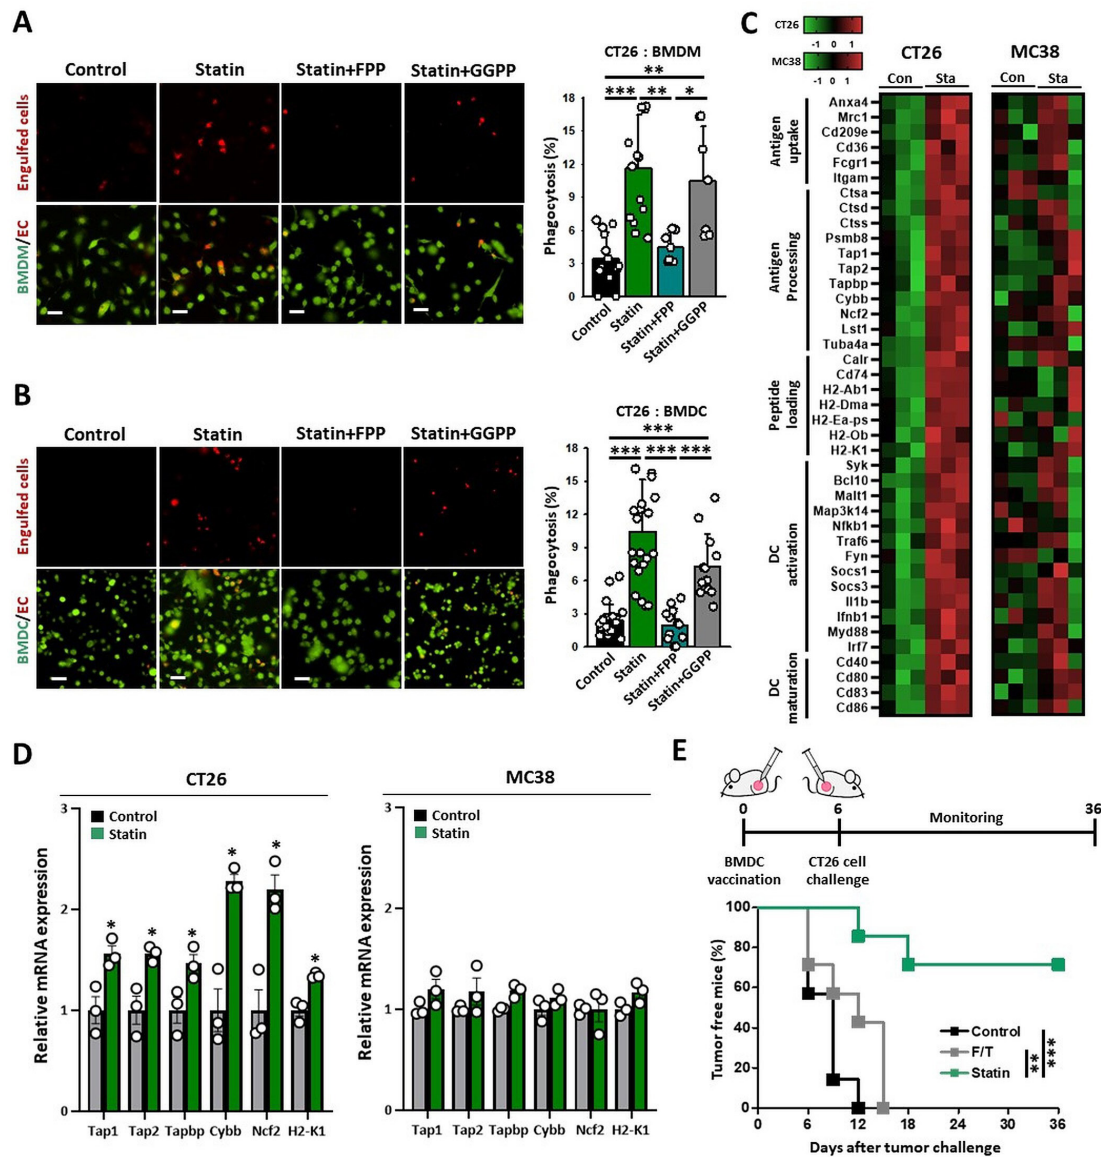 A
Control Statin Statin+FPP Statin+GGPP
Engulfed cells
BMDM/EC
CT26 : BMDM
**
*** ** *
Phagocytosis (%)
18
15
12
9
6
3
0
Control Statin Statin+FPP Statin+GGPP
B
Control Statin Statin+FPP Statin+GGPP
Engulfed cells
BMDC/EC
CT26 : BMDC
***
*** *** ***
Phagocytosis (%)
18
15
12
9
6
3
0
Control Statin Statin+FPP Statin+GGPP
C
CT26
-1 0 1
MC38
-1 0 1
CT26 MC38
Con Sta Con Sta
Antigen uptake
Anxa4
Mrc1
Cd209e
Cd36
Fcgr1
Itgam
Antigen Processing
Ctsa
Ctsd
Ctss
Psmb8
Tap1
Tap2
Tapbp
Cybb
Ncf2
Lst1
Tuba4a
Peptide loading
Calr
Cd74
H2-Ab1
H2-Dma
H2-Ea-ps
H2-Ob
H2-K1
DC activation
Syk
Bcl10
Malt1
Map3k14
Nfkb1
Traf6
Fyn
Socs1
Socs3
Il1b
Ifnb1
Myd88
Irf7
DC maturation
Cd40
Cd80
Cd83
Cd86
D
CT26
Relative mRNA expression
3
2
1
0
Control
Statin
* * * * * *
Tap1 Tap2 Tapbp Cybb Ncf2 H2-K1
MC38
Relative mRNA expression
3
2
1
0
Control
Statin
Tap1 Tap2 Tapbp Cybb Ncf2 H2-K1
E
0 6 36
Monitoring
BMDC vaccination
CT26 cell challenge
Tumor free mice (%)
100
80
60
40
20
0
Control
F/T
Statin
**
***
0 6 12 18 24 30 36
Days after tumor challenge